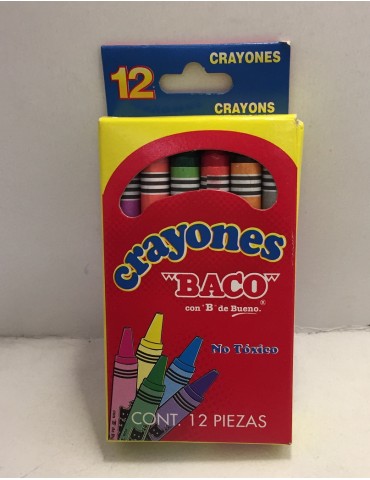 12
CRAYONES
CRAYONS
crayones
"BACO"®
con "B" de Bueno.
No Tóxico
CONT. 12 PIEZAS